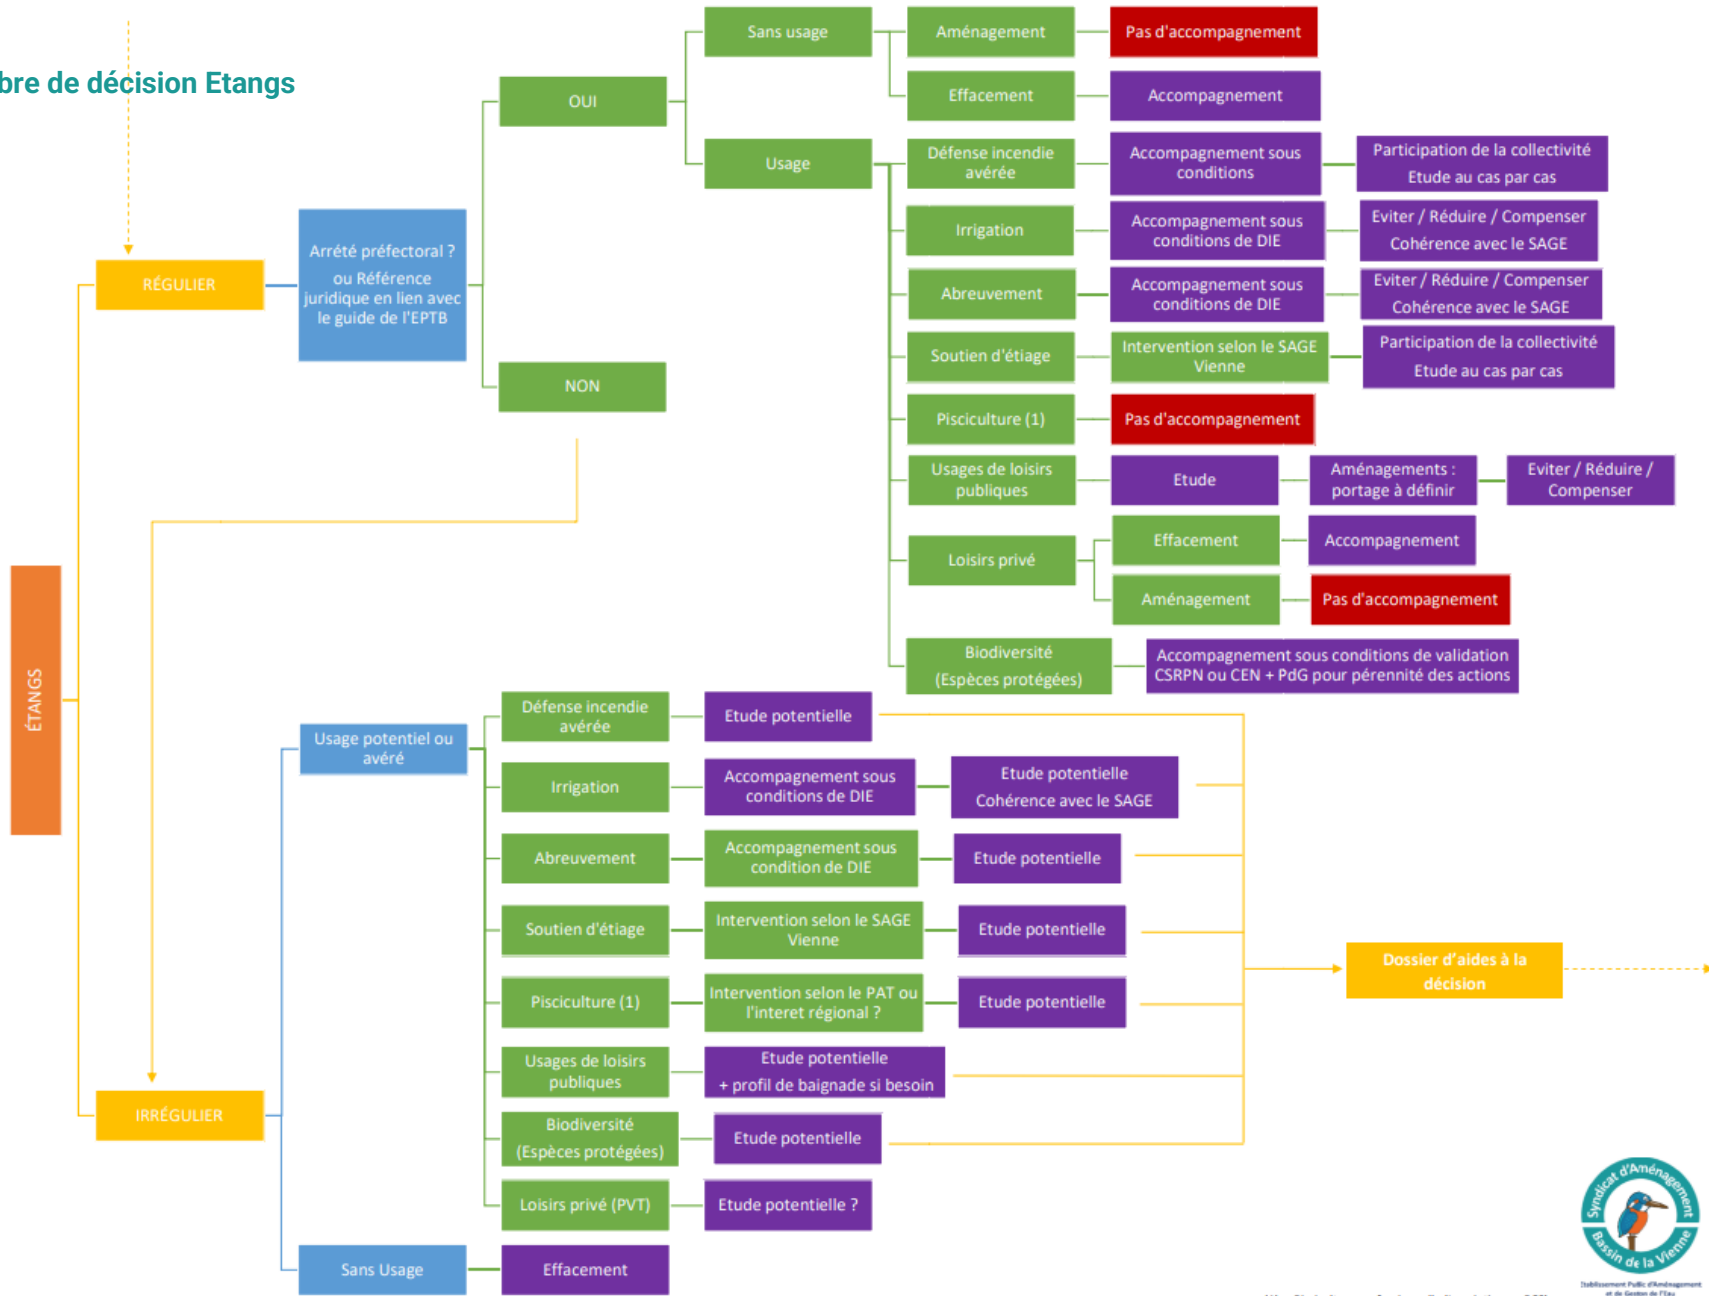 bre de décision Etangs
Sans usage
Aménagement
Pas d'accompagnement
Effacement
Accompagnement
OUI
Usage
Défense incendie
avérée
Accompagnement sous
conditions
Participation de la collectivité
Etude au cas par cas
Irrigation
Accompagnement sous
conditions de DIE
Eviter / Réduire / Compenser
Cohérence avec le SAGE
Arrété préfectoral ?
ou Référence
juridique en lien avec
le guide de l'EPTB
RÉGULIER
Abreuvement
Accompagnement sous
conditions de DIE
Eviter / Réduire / Compenser
Cohérence avec le SAGE
Soutien d'étiage
Intervention selon le SAGE
Vienne
Participation de la collectivité
Etude au cas par cas
NON
Pisciculture (1)
Pas d'accompagnement
Usages de loisirs
publiques
Etude
Aménagements :
portage à définir
Eviter / Réduire /
Compenser
Loisirs privé
Effacement
Accompagnement
Aménagement
Pas d'accompagnement
Biodiversité
(Espèces protégées)
Accompagnement sous conditions de validation
CSRPN ou CEN + PdG pour pérennité des actions
ÉTANGS
Usage potentiel ou
avéré
Défense incendie
avérée
Etude potentielle
Irrigation
Accompagnement sous
conditions de DIE
Etude potentielle
Cohérence avec le SAGE
Abreuvement
Accompagnement sous
condition de DIE
Etude potentielle
Soutien d'étiage
Intervention selon le SAGE
Vienne
Etude potentielle
Dossier d'aides à la
décision
Pisciculture (1)
Intervention selon le PAT ou
l'interet régional ?
Etude potentielle
Usages de loisirs
publiques
Etude potentielle
+ profil de baignade si besoin
IRRÉGULIER
Biodiversité
(Espèces protégées)
Etude potentielle
Loisirs privé (PVT)
Etude potentielle ?
Sans Usage
Effacement
Syndicat d'Aménagement
Bassin de la Vienne
Etablissement Public d'Aménagement
et de Gestion de l'Eau